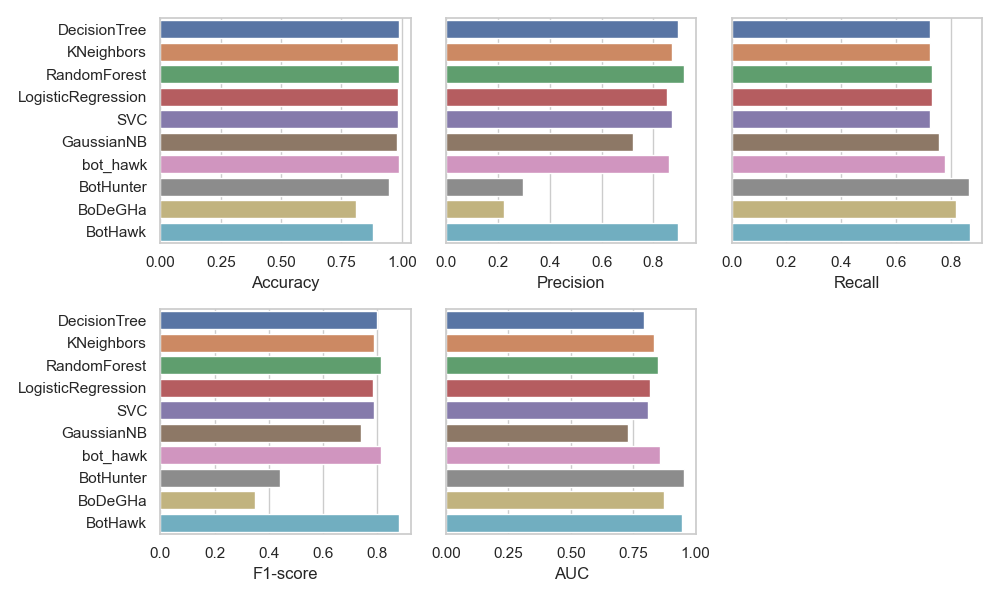 DecisionTree
KNeighbors
RandomForest
LogisticRegression
SVC
GaussianNB
bot_hawk
BotHunter
BoDeGHa
BotHawk
0.00 0.25 0.50 0.75 1.00
Accuracy
0.0 0.2 0.4 0.6 0.8
Precision
0.0 0.2 0.4 0.6 0.8
Recall
DecisionTree
KNeighbors
RandomForest
LogisticRegression
SVC
GaussianNB
bot_hawk
BotHunter
BoDeGHa
BotHawk
0.0 0.2 0.4 0.6 0.8
F1-score
0.00 0.25 0.50 0.75 1.00
AUC